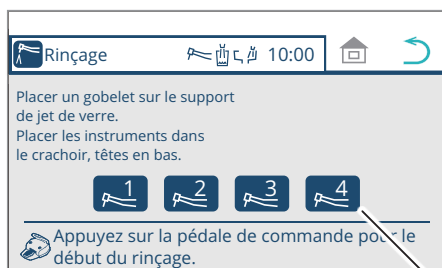 Rinçage 10:00
Placer un gobelet sur le support
de jet de verre.
Placer les instruments dans
le crachoir, têtes en bas.
1 2 3 4
Appuyez sur la pédale de commande pour le
début du rinçage.